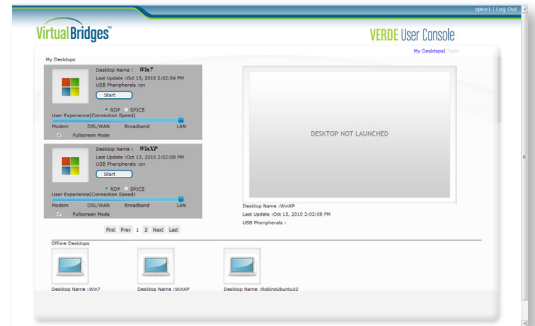 spice1 | Log Out
VirtualBridges™
VERDE User Console
My Desktops| Tools
My Desktops
Desktop Name : Win7
Last Update :Oct 13, 2010 2:02:04 PM
USB Pheripherals :on
Start
RDP SPICE
User Experience(Connection Speed)
Modem DSL/WAN Broadband LAN
Fullscreen Mode
Desktop Name : WinXP
Last Update :Oct 13, 2010 2:02:08 PM
USB Pheripherals :on
Start
RDP SPICE
User Experience(Connection Speed)
Modem DSL/WAN Broadband LAN
Fullscreen Mode
First Prev 1 2 Next Last
DESKTOP NOT LAUNCHED
Desktop Name :WinXP
Last Update :Oct 13, 2010 2:02:08 PM
USB Pheripherals :
Offline Desktops
Desktop Name :Win7
Desktop Name :WinXP
Desktop Name :RobinsUbuntu10